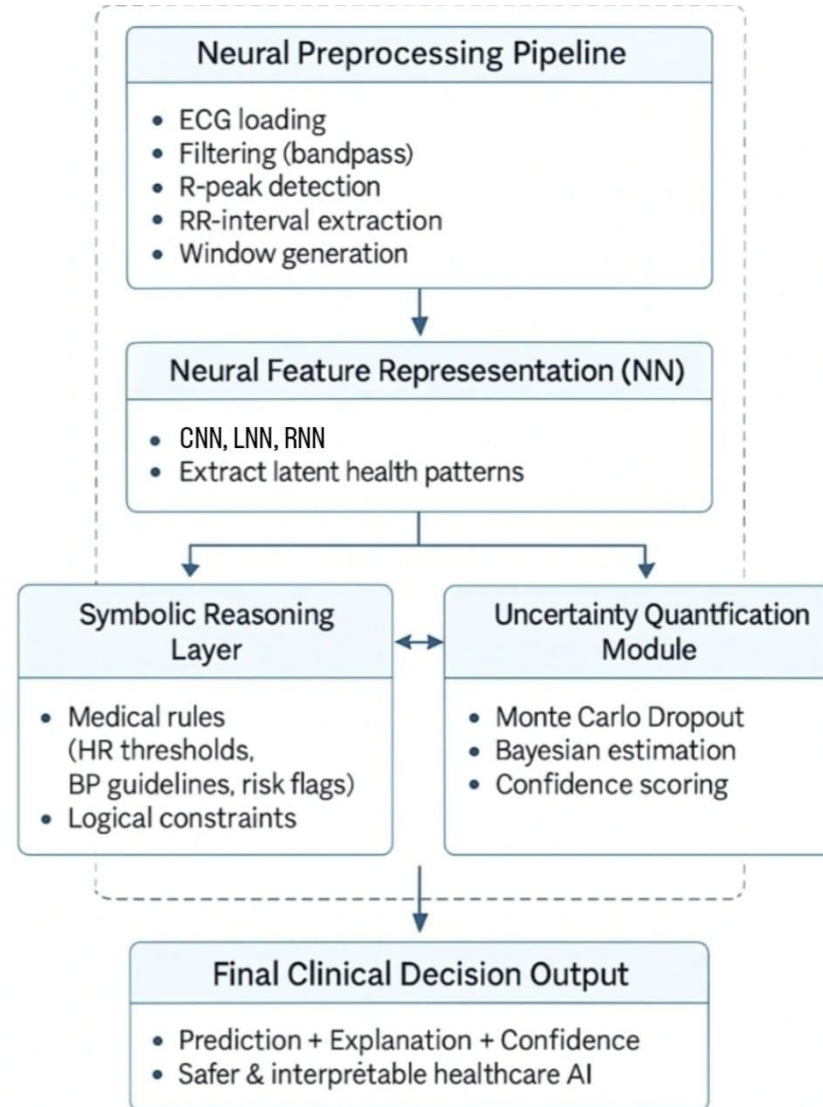 Neural Preprocessing Pipeline
• ECG loading
• Filtering (bandpass)
• R-peak detection
• RR-interval extraction
• Window generation
Neural Feature Represesentation (NN)
• CNN, LNN, RNN
• Extract latent health patterns
Symbolic Reasoning
Layer
• Medical rules
(HR thresholds,
BP guidelines, risk flags)
• Logical constraints
Uncertainty Quantfication
Module
• Monte Carlo Dropout
• Bayesian estimation
• Confidence scoring
Final Clinical Decision Output
• Prediction + Explanation + Confidence
• Safer & interprétable healthcare AI